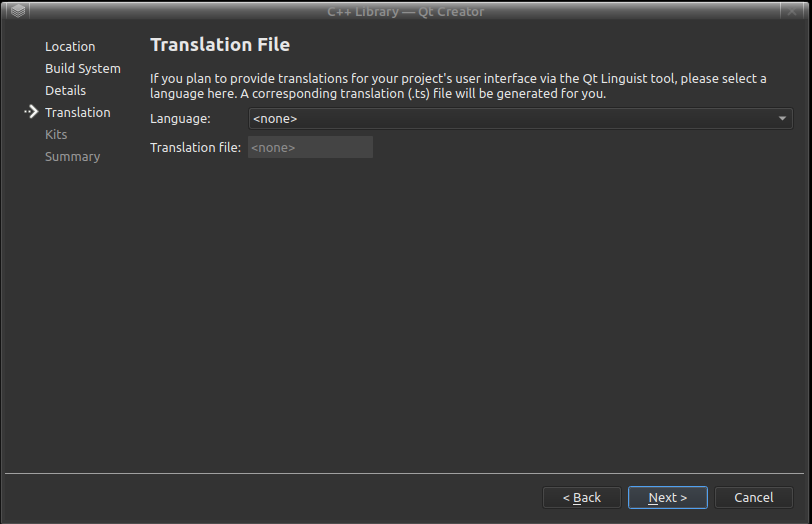 C++ Library — Qt Creator
Location
Build System
Details
Translation
Kits
Summary
Translation File
If you plan to provide translations for your project's user interface via the Qt Linguist tool, please select a
language here. A corresponding translation (.ts) file will be generated for you.
Language: <none>
Translation file: <none>
< Back Next > Cancel